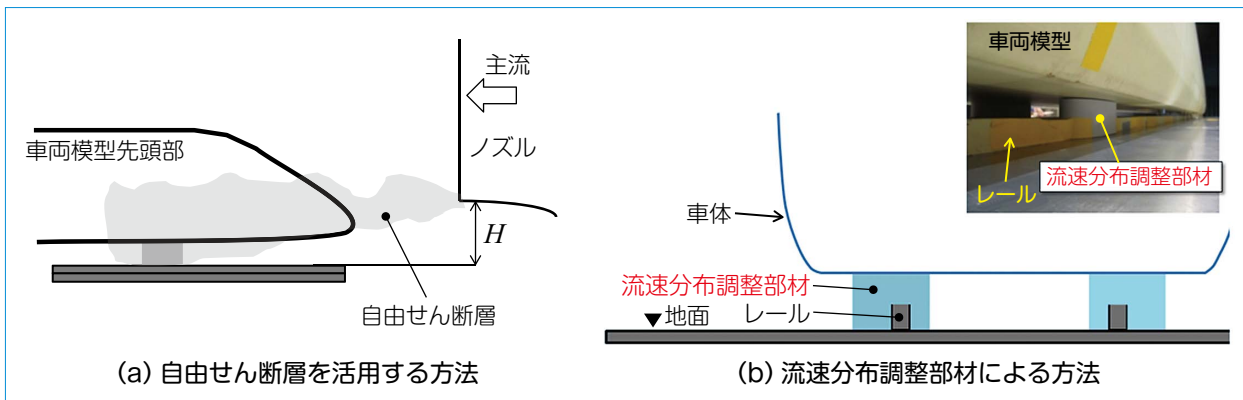 主流
ノズル
車両模型先頭部
H
自由せん断層
(a) 自由せん断層を活用する方法
車両模型
レール
流速分布調整部材
車体
流速分布調整部材
▼地面
レール
(b) 流速分布調整部材による方法